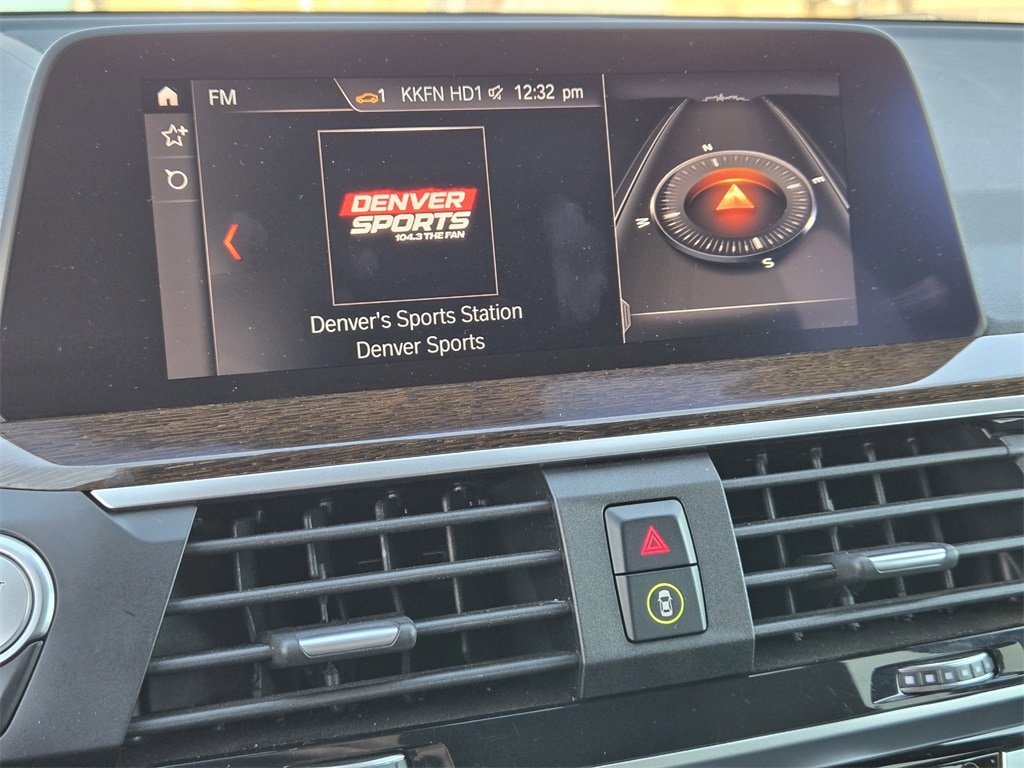 FM
1 KKFN HD1 12:32 pm
DENVER
SPORTS
104.3 THE FAN
Denver's Sports Station
Denver Sports
N
E
W
S